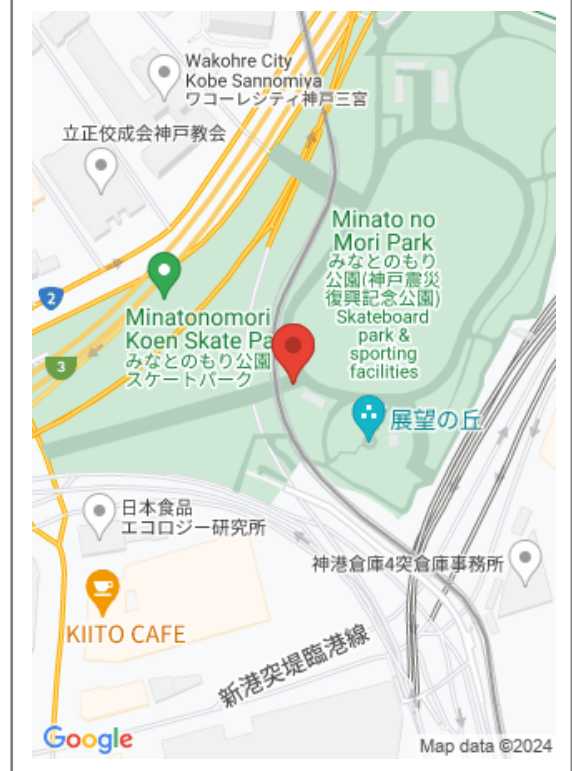 Wakohre City
Kobe Sannomiya
ワコーレシティ神戸三宮
立正佼成会神戸教会
Minato no
Mori Park
みなとのもり
公園(神戸震災
復興記念公園)
Skateboard
park &
sporting
facilities
2
Minatonomori
Koen Skate Pa
みなとのもり公園
スケートパーク
3
展望の丘
日本食品
エコロジー研究所
神港倉庫4突倉庫事務所
KIITO CAFE
新港突堤臨港線
Google
Map data ©2024